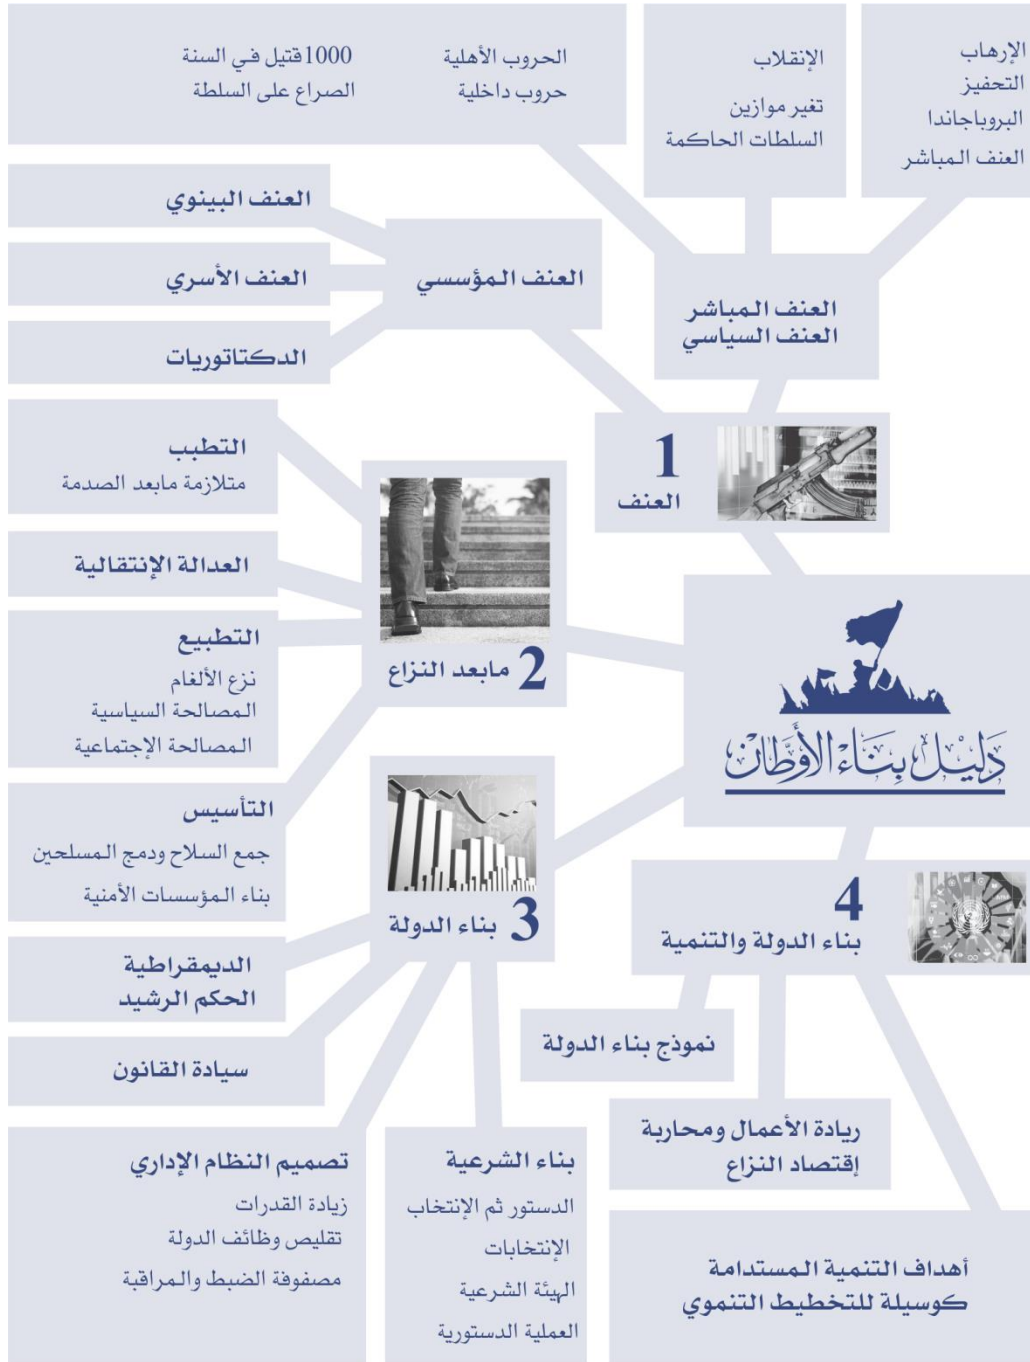 الإرهاب
التحفيز
البروباجاندا
العنف المباشر
الإنقلاب
تغير موازين
السلطات الحاكمة
الحروب الأهلية
حروب داخلية
1000قتيل في السنة
الصراع على السلطة
العنف المباشر
العنف السياسي
العنف المؤسسي
العنف البينوي
العنف الأسري
الدكتاتوريات
1
العنف
دليل بناء الأوطان
2 مابعد النزاع
التطبب
متلازمة مابعد الصدمة
العدالة الإنتقالية
التطبيع
نزع الألغام
المصالحة السياسية
المصالحة الإجتماعية
التأسيس
جمع السلاح ودمج المسلحين
بناء المؤسسات الأمنية
3 بناء الدولة
الديمقراطية
الحكم الرشيد
سيادة القانون
تصميم النظام الإداري
زيادة القدرات
تقليص وظائف الدولة
مصفوفة الضبط والمراقبة
بناء الشرعية
الدستور ثم الإنتخاب
الإنتخابات
الهيئة الشرعية
العملية الدستورية
4
بناء الدولة والتنمية
نموذج بناء الدولة
ريادة الأعمال ومحاربة
إقتصاد النزاع
أهداف التنمية المستدامة
كوسيلة للتخطيط التنموي